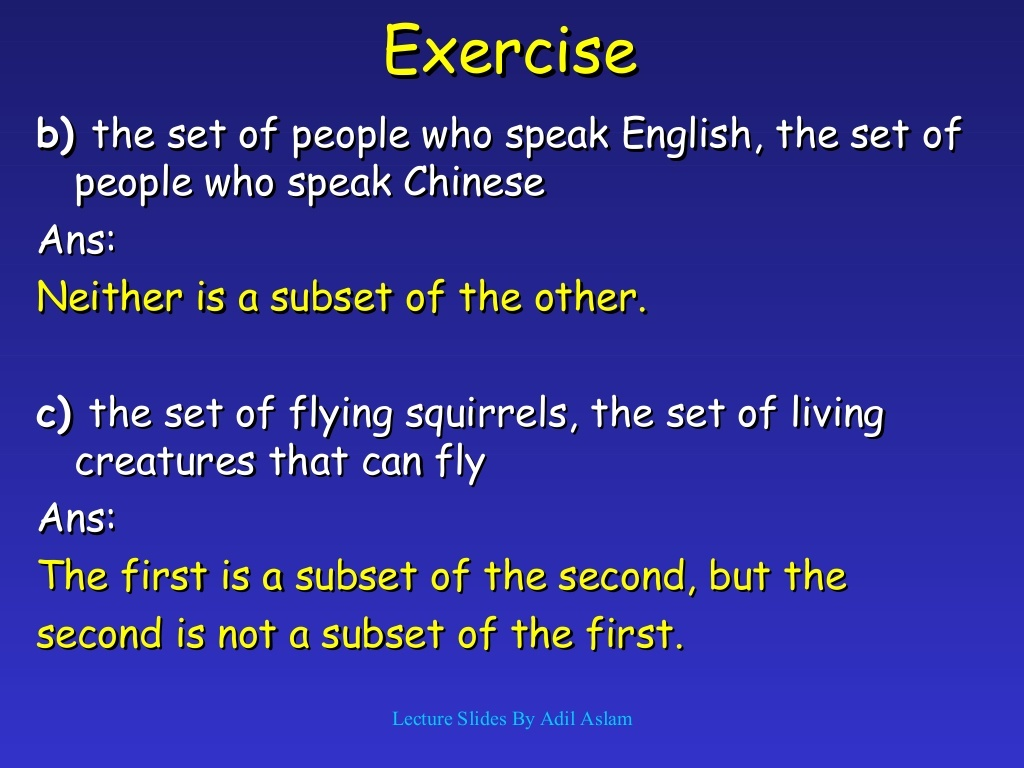 Exercise
b) the set of people who speak English, the set of
people who speak Chinese
Ans:
Neither is a subset of the other.
c) the set of flying squirrels, the set of living
creatures that can fly
Ans:
The first is a subset of the second, but the
second is not a subset of the first.
Lecture Slides By Adil Aslam